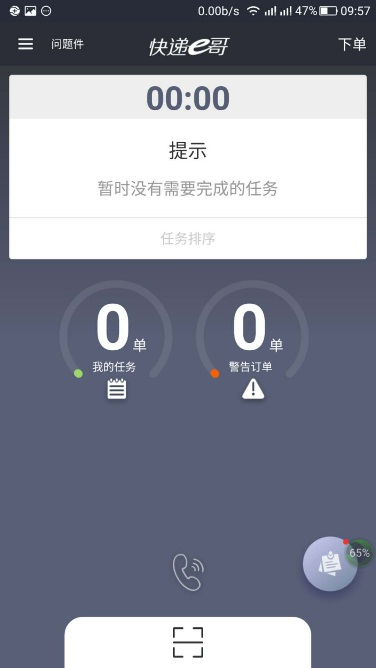 0.00b/s 47% 09:57
问题件 快递e哥 下单
00:00
提示
暂时没有需要完成的任务
任务排序
0单 0单
我的任务 警告订单
65%